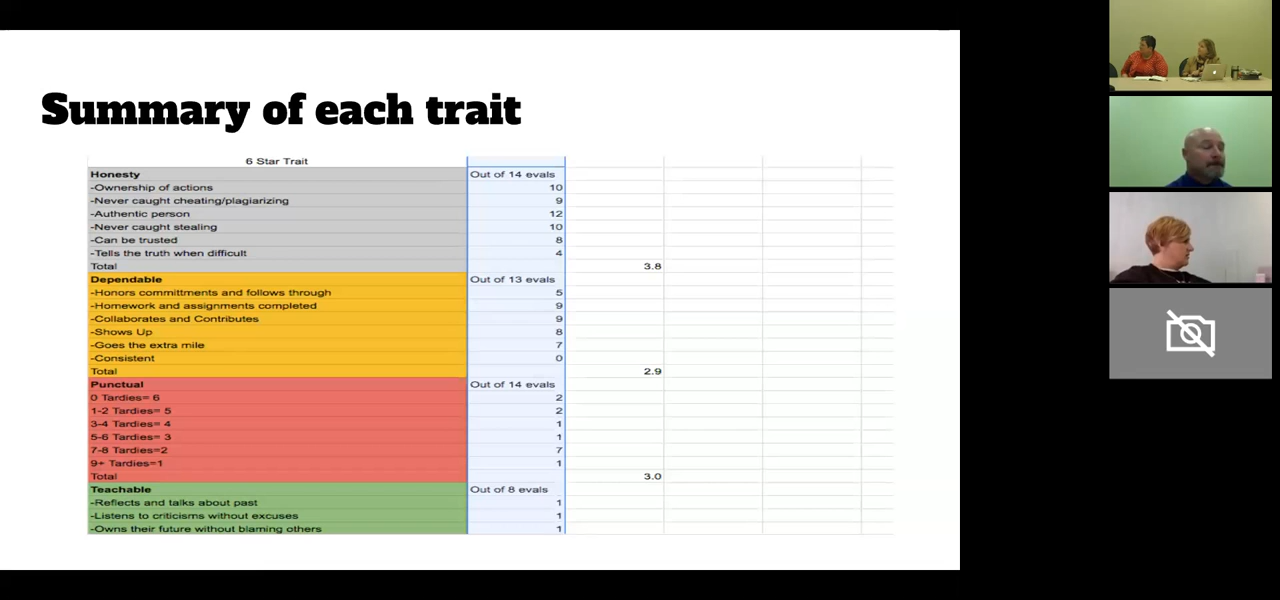 Summary of each trait
6 Star Trait
Honesty Out of 14 evals
-Ownership of actions 10
-Never caught cheating/plagiarizing 9
-Authentic person 12
-Never caught stealing 10
-Can be trusted 8
-Tells the truth when difficult 4
Total 3.8
Dependable Out of 13 evals
-Honors committments and follows through 5
-Homework and assignments completed 9
-Collaborates and Contributes 9
-Shows Up 8
-Goes the extra mile 7
-Consistent 0
Total 2.9
Punctual Out of 14 evals
0 Tardies= 6 2
1-2 Tardies= 5 2
3-4 Tardies= 4 1
5-6 Tardies= 3 1
7-8 Tardies=2 7
9+ Tardies=1 1
Total 3.0
Teachable Out of 8 evals
-Reflects and talks about past 1
-Listens to criticisms without excuses 1
-Owns their future without blaming others 1